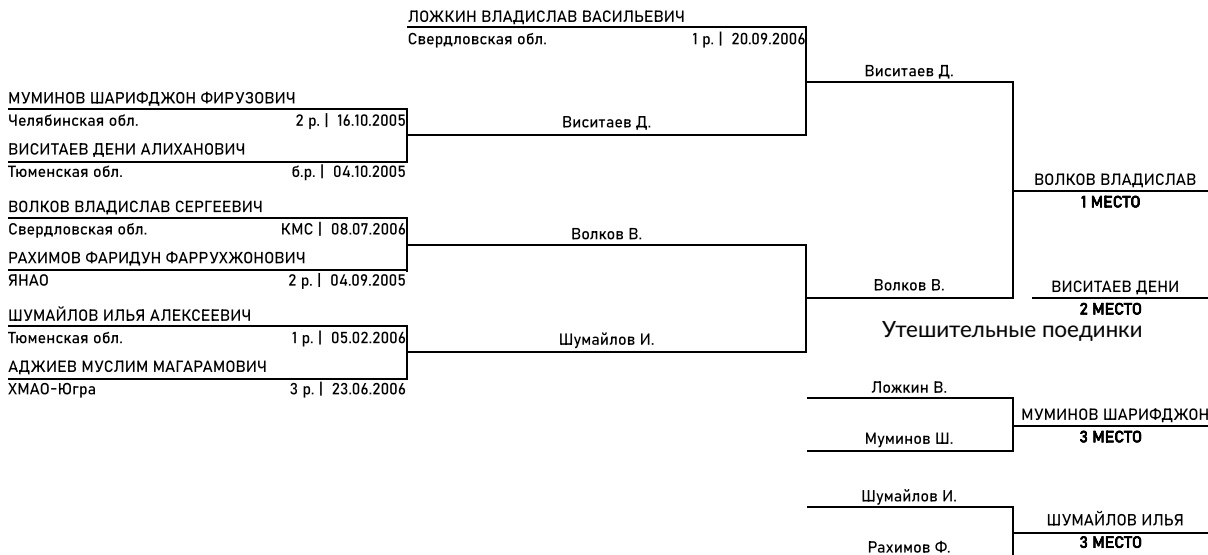 ЛОЖКИН ВЛАДИСЛАВ ВАСИЛЬЕВИЧ
Свердловская обл. 1 р. | 20.09.2006
Виситаев Д.
МУМИНОВ ШАРИФДЖОН ФИРУЗОВИЧ
Челябинская обл. 2 р. | 16.10.2005
Виситаев Д.
ВИСИТАЕВ ДЕНИ АЛИХАНОВИЧ
Тюменская обл. б.р. | 04.10.2005
ВОЛКОВ ВЛАДИСЛАВ
1 МЕСТО
ВОЛКОВ ВЛАДИСЛАВ СЕРГЕЕВИЧ
Свердловская обл. КМС | 08.07.2006
Волков В.
РАХИМОВ ФАРИДУН ФАРРУХЖОНОВИЧ
ЯНАО 2 р. | 04.09.2005
Волков В.
ВИСИТАЕВ ДЕНИ
2 МЕСТО
ШУМАЙЛОВ ИЛЬЯ АЛЕКСЕЕВИЧ
Тюменская обл. 1 р. | 05.02.2006
Шумайлов И.
Утешительные поединки
АДЖИЕВ МУСЛИМ МАГАРАМОВИЧ
ХМАО-Югра 3 р. | 23.06.2006
Ложкин В.
МУМИНОВ ШАРИФДЖОН
3 МЕСТО
Муминов Ш.
Шумайлов И.
ШУМАЙЛОВ ИЛЬЯ
3 МЕСТО
Рахимов Ф.